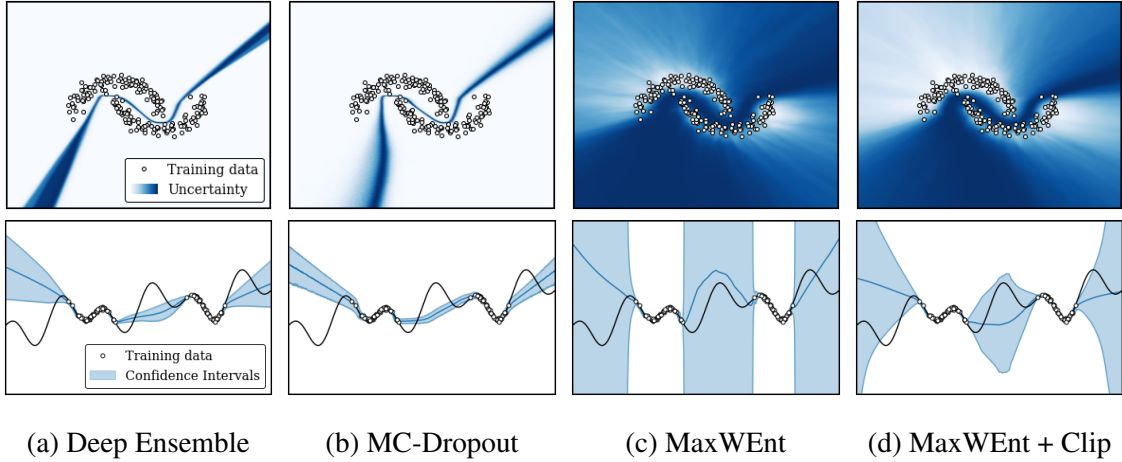 Training data
Uncertainty
Training data
Confidence Intervals
(a) Deep Ensemble
(b) MC-Dropout
(c) MaxWEnt
(d) MaxWEnt + Clip